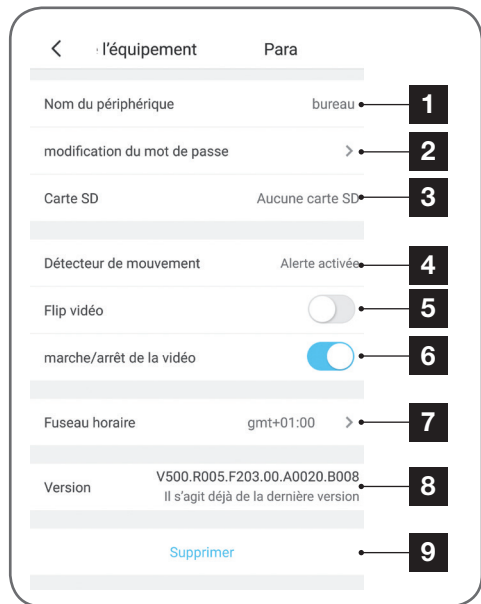 l'équipement Para
Nom du périphérique bureau 1
modification du mot de passe > 2
Carte SD Aucune carte SD 3
Détecteur de mouvement Alerte activée 4
Flip vidéo 5
marche/arrêt de la vidéo 6
Fuseau horaire gmt+01:00 > 7
V500.R005.F203.00.A0020.B008
Version 8
Il s'agit déjà de la dernière version
Supprimer 9